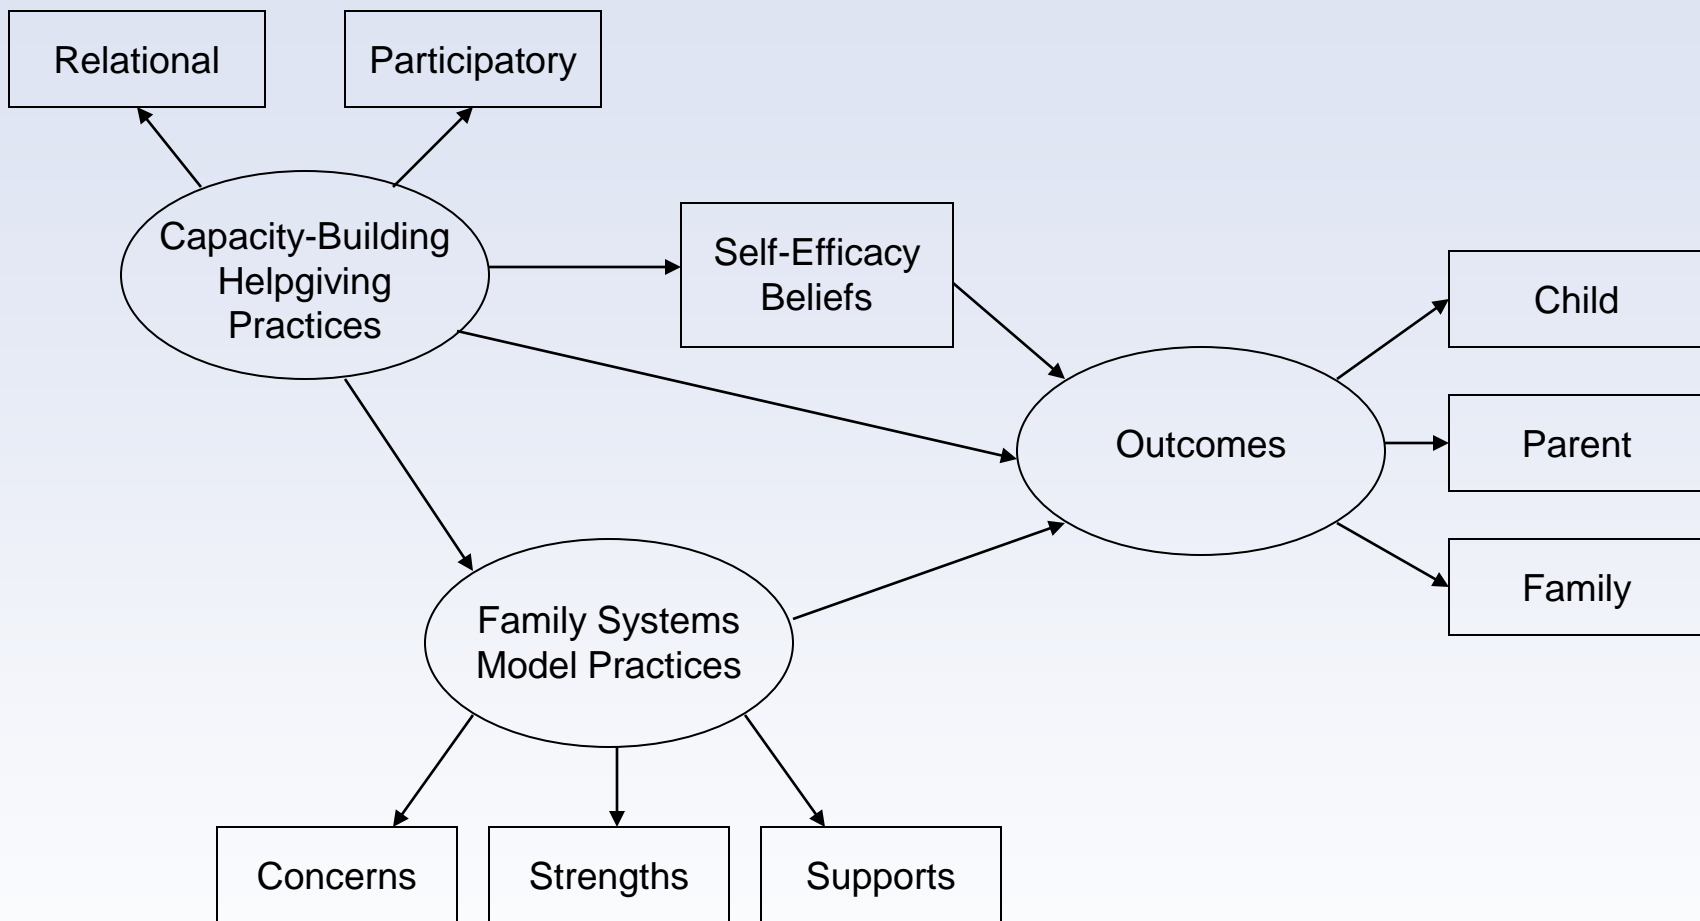 Relational
Participatory
Capacity-Building
Helpgiving
Practices
Self-Efficacy
Beliefs
Child
Outcomes
Parent
Family
Family Systems
Model Practices
Concerns
Strengths
Supports